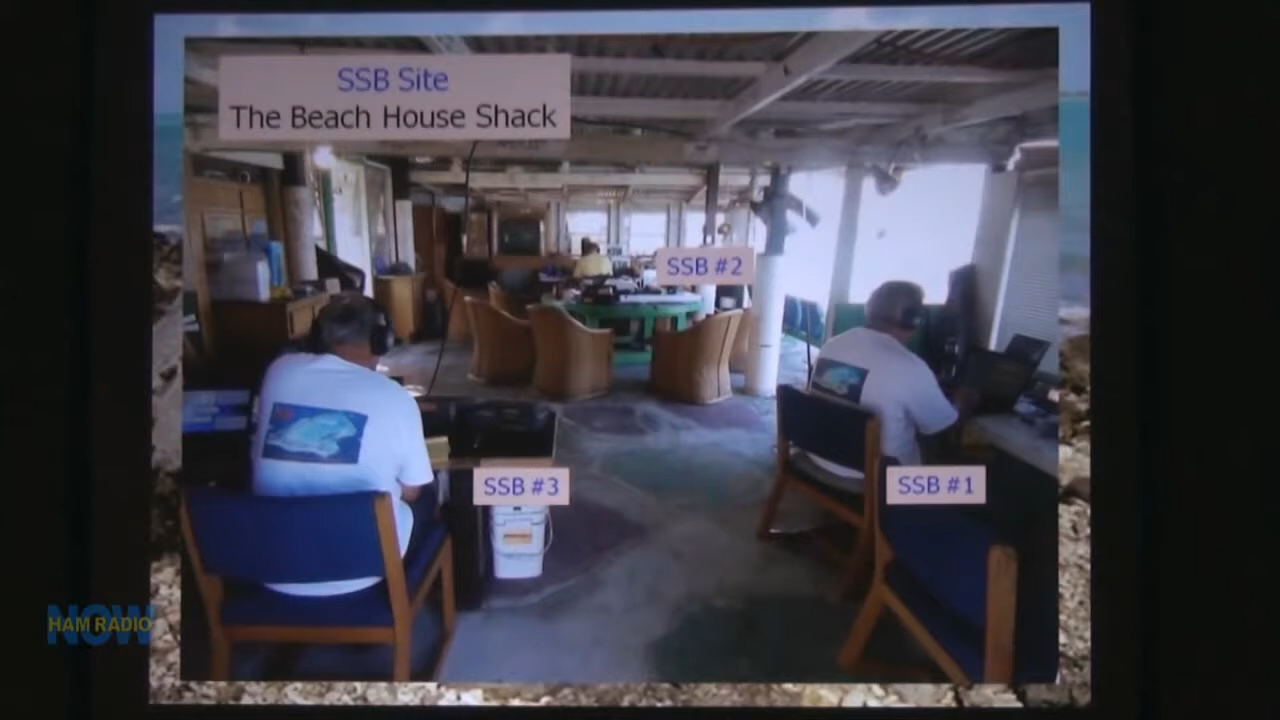 SSB Site
The Beach House Shack
SSB #2
SSB #3
SSB #1
HAM RADIO
NOW